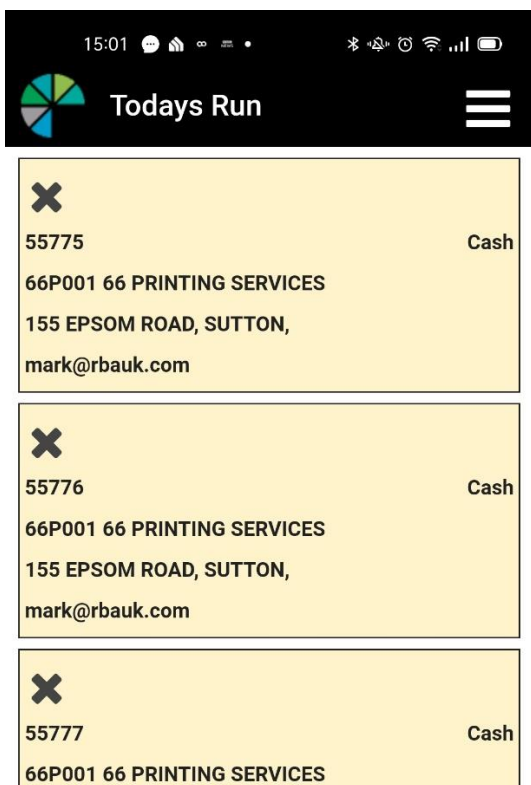 15:01
Todays Run
55775 Cash
66P001 66 PRINTING SERVICES
155 EPSOM ROAD, SUTTON,
mark@rbauk.com
55776 Cash
66P001 66 PRINTING SERVICES
155 EPSOM ROAD, SUTTON,
mark@rbauk.com
55777 Cash
66P001 66 PRINTING SERVICES